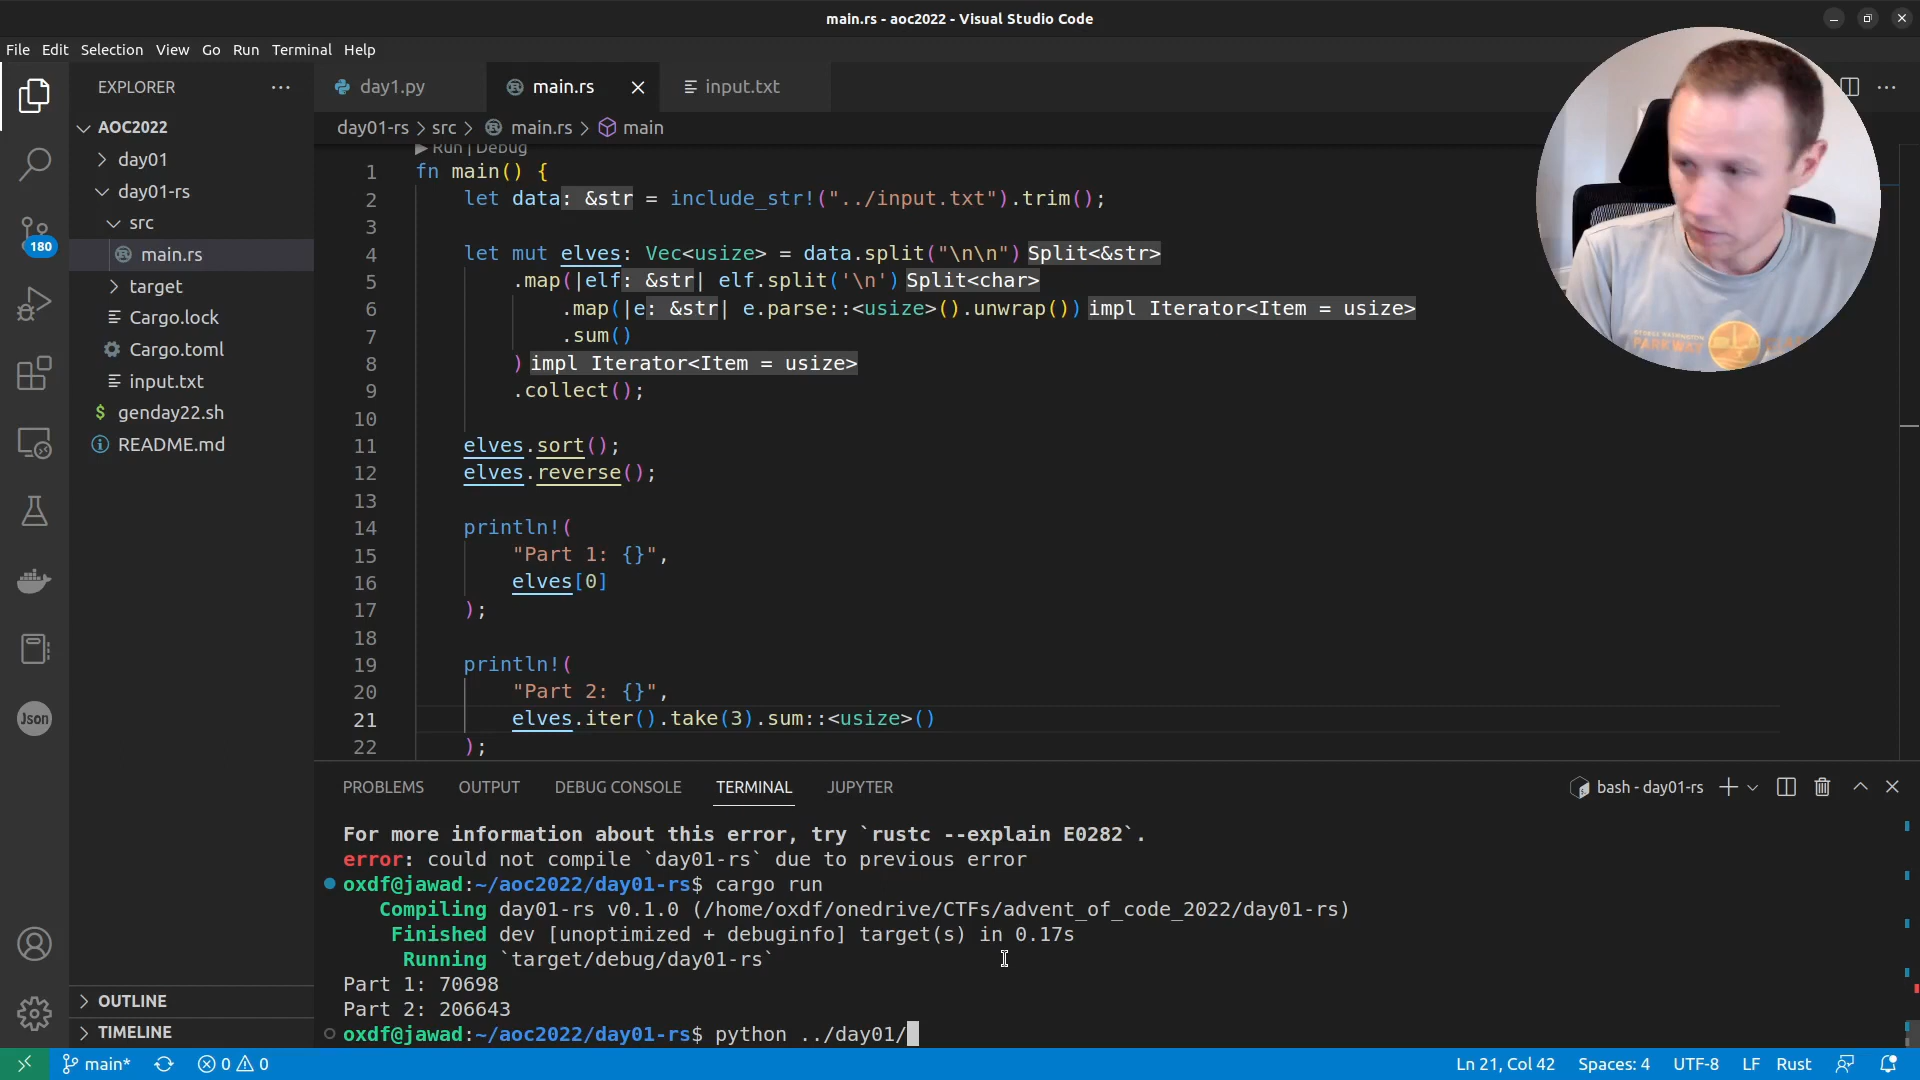 main.rs - aoc2022 - Visual Studio Code
File Edit Selection View Go Run Terminal Help
EXPLORER
AOC2022
day01
day01-rs
src
main.rs
target
Cargo.lock
Cargo.toml
input.txt
genday22.sh
README.md
OUTLINE
TIMELINE
180
Json
day1.py main.rs input.txt
day01-rs > src > main.rs > main
Run | Debug
1 fn main() {
2 let data: &str = include_str!("../input.txt").trim();
3
4 let mut elves: Vec<usize> = data.split("\n\n") Split<&str>
5 .map(|elf: &str| elf.split('\n') Split<char>
6 .map(|e: &str| e.parse::<usize>().unwrap()) impl Iterator<Item = usize>
7 .sum()
8 ) impl Iterator<Item = usize>
9 .collect();
10
11 elves.sort();
12 elves.reverse();
13
14 println!(
15 "Part 1: {}",
16 elves[0]
17 );
18
19 println!(
20 "Part 2: {}",
21 elves.iter().take(3).sum::<usize>()
22 );
PROBLEMS OUTPUT DEBUG CONSOLE TERMINAL JUPYTER
bash - day01-rs
For more information about this error, try `rustc --explain E0282`.
error: could not compile `day01-rs` due to previous error
oxdf@jawad:~/aoc2022/day01-rs$ cargo run
Compiling day01-rs v0.1.0 (/home/oxdf/onedrive/CTFs/advent_of_code_2022/day01-rs)
Finished dev [unoptimized + debuginfo] target(s) in 0.17s
Running `target/debug/day01-rs`
Part 1: 70698
Part 2: 206643
oxdf@jawad:~/aoc2022/day01-rs$ python ../day01/
main* 0 0 Ln 21, Col 42 Spaces: 4 UTF-8 LF Rust